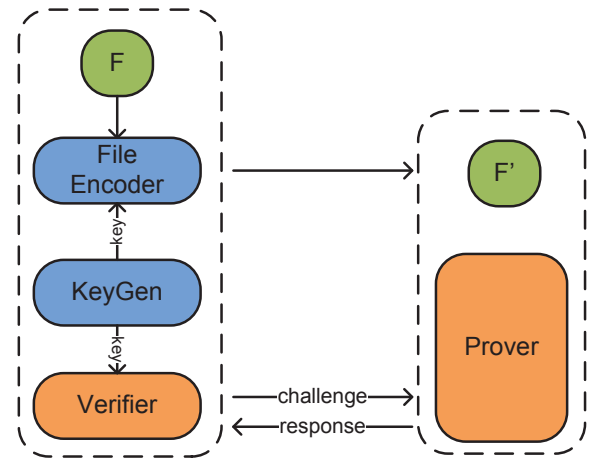 F
File
Encoder
key
KeyGen
key
Verifier
F’
Prover
challenge
response